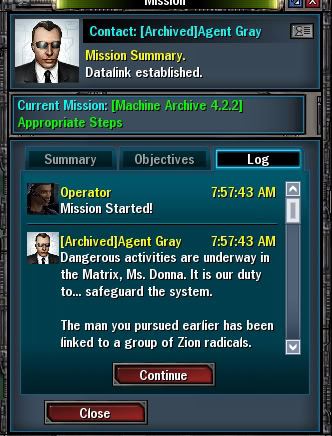 Mission
Contact: [Archived]Agent Gray
Mission Summary.
Datalink established.
Current Mission: [Machine Archive 4.2.2]
Appropriate Steps
Summary Objectives Log
Operator 7:57:43 AM
Mission Started!
[Archived]Agent Gray 7:57:43 AM
Dangerous activities are underway in
the Matrix, Ms. Donna. It is our duty
to... safeguard the system.
The man you pursued earlier has been
linked to a group of Zion radicals.
Continue
Close